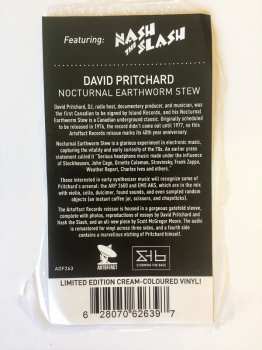 Featuring: NASH THE SLASH
DAVID PRITCHARD
NOCTURNAL EARTHWORM STEW
David Pritchard, DJ, radio host, documentary producer, and musician, was
the first Canadian to be signed by Island Records, and his Nocturnal
Earthworm Stew is a Canadian underground classic. Originally scheduled
to be released in 1976, the record didn't come out until 1977, so this
Artoffact Records reissue marks its 40th year anniversary.
Nocturnal Earthworm Stew is a glorious experiment in electronic music,
capturing the vitality and early curiosity of the 70s. An earlier press
statement called it "Serious headphone music under the influence
of Stockhausen, John Cage, Ornette Coleman, Stravinsky, Frank Zappa,
Weather Report, Charles Ives and others.
Those interested in early synthesizer music will recognize some of
Pritchard's arsenal: the ARP 2600 and EMS AKS, which are in the mix
with violin, cello, dulcimer, found sounds, and even sampled random
objects (an instant coffee jar, scissors, and chopsticks).
The Artoffact Records reissue is housed in a gorgeous gatefold sleeve,
complete with photos, reproductions of essays by David Pritchard and
Nash the Slash, and an all-new piece by Scott McGregor Moore. The audio
is remastered for vinyl across three sides, and a fourth side
contains a marvellous etching of Pritchard himself.
AOF263
ARTOFFACT
STORMING THE BASE
LIMITED EDITION CREAM-COLOURED VINYL!
6 28070 62639 7